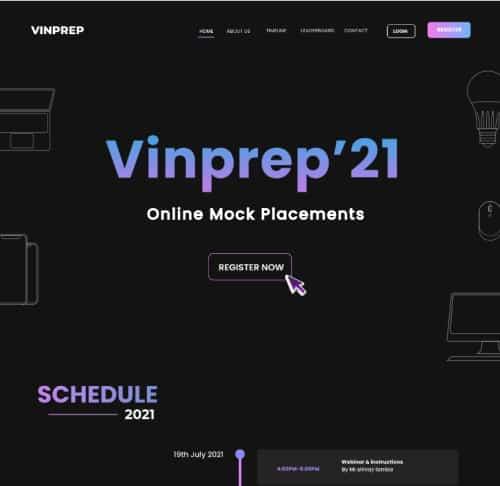 VINPREP
HOME ABOUT US TIMELINE LEADERBOARD CONTACT LOGIN REGISTER
Vinprep'21
Online Mock Placements
REGISTER NOW
SCHEDULE
2021
19th July 2021
4:00PM-5:00PM
Webinar & Instructions
By Mr.